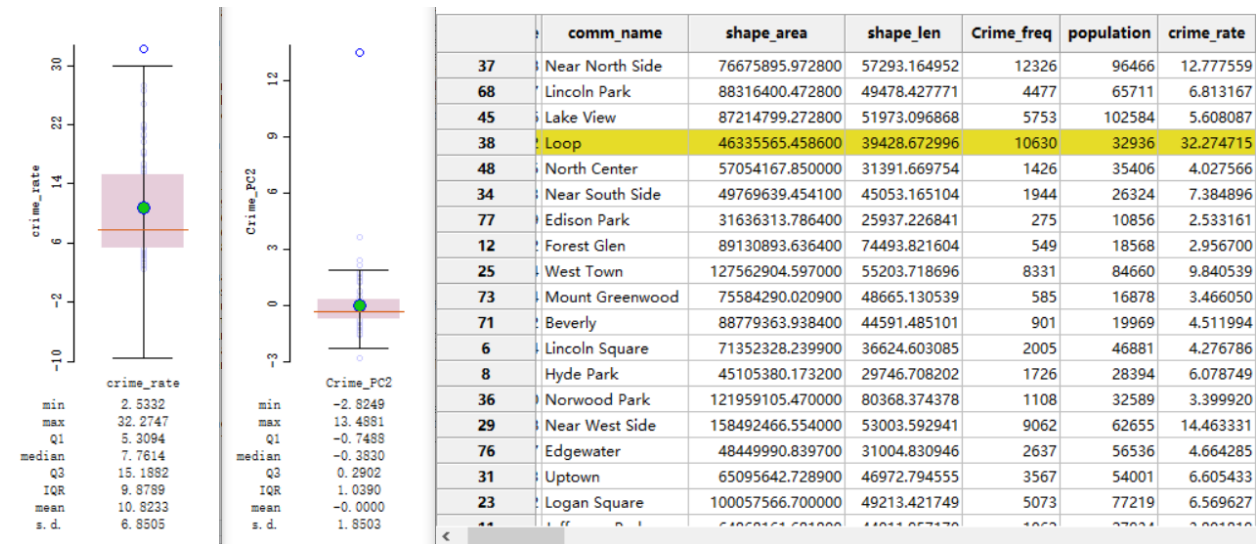 crime_rate
30
22
14
6
-2
-10
crime_rate
min 2.5332
max 32.2747
Q1 5.3094
median 7.7614
Q3 15.1882
IQR 9.8789
mean 10.8233
s.d. 6.8505
Crime_PC2
12
9
6
3
0
-3
Crime_PC2
min -2.8249
max 13.4881
Q1 -0.7488
median -0.3830
Q3 0.2902
IQR 1.0390
mean -0.0000
s.d. 1.8503
comm_name shape_area shape_len Crime_freq population crime_rate
37 Near North Side 76675895.972800 57293.164952 12326 96466 12.777559
68 Lincoln Park 88316400.472800 49478.427771 4477 65711 6.813167
45 Lake View 87214799.272800 51973.096868 5753 102584 5.608087
38 Loop 46335565.458600 39428.672996 10630 32936 32.274715
48 North Center 57054167.850000 31391.669754 1426 35406 4.027566
34 Near South Side 49769639.454100 45053.165104 1944 26324 7.384896
77 Edison Park 31636313.786400 25937.226841 275 10856 2.533161
12 Forest Glen 89130893.636400 74493.821604 549 18568 2.956700
25 West Town 127562904.597000 55203.718696 8331 84660 9.840539
73 Mount Greenwood 75584290.020900 48665.130539 585 16878 3.466050
71 Beverly 88779363.938400 44591.485101 901 19969 4.511994
6 Lincoln Square 71352328.239900 36624.603085 2005 46881 4.276786
8 Hyde Park 45105380.173200 29746.708202 1726 28394 6.078749
36 Norwood Park 121959105.470000 80368.374378 1108 32589 3.399920
29 Near West Side 158492466.554000 53003.592941 9062 62655 14.463331
76 Edgewater 48449990.839700 31004.830946 2637 56536 4.664285
31 Uptown 65095642.728900 46972.794555 3567 54001 6.605433
23 Logan Square 100057566.700000 49213.421749 5073 77219 6.569627